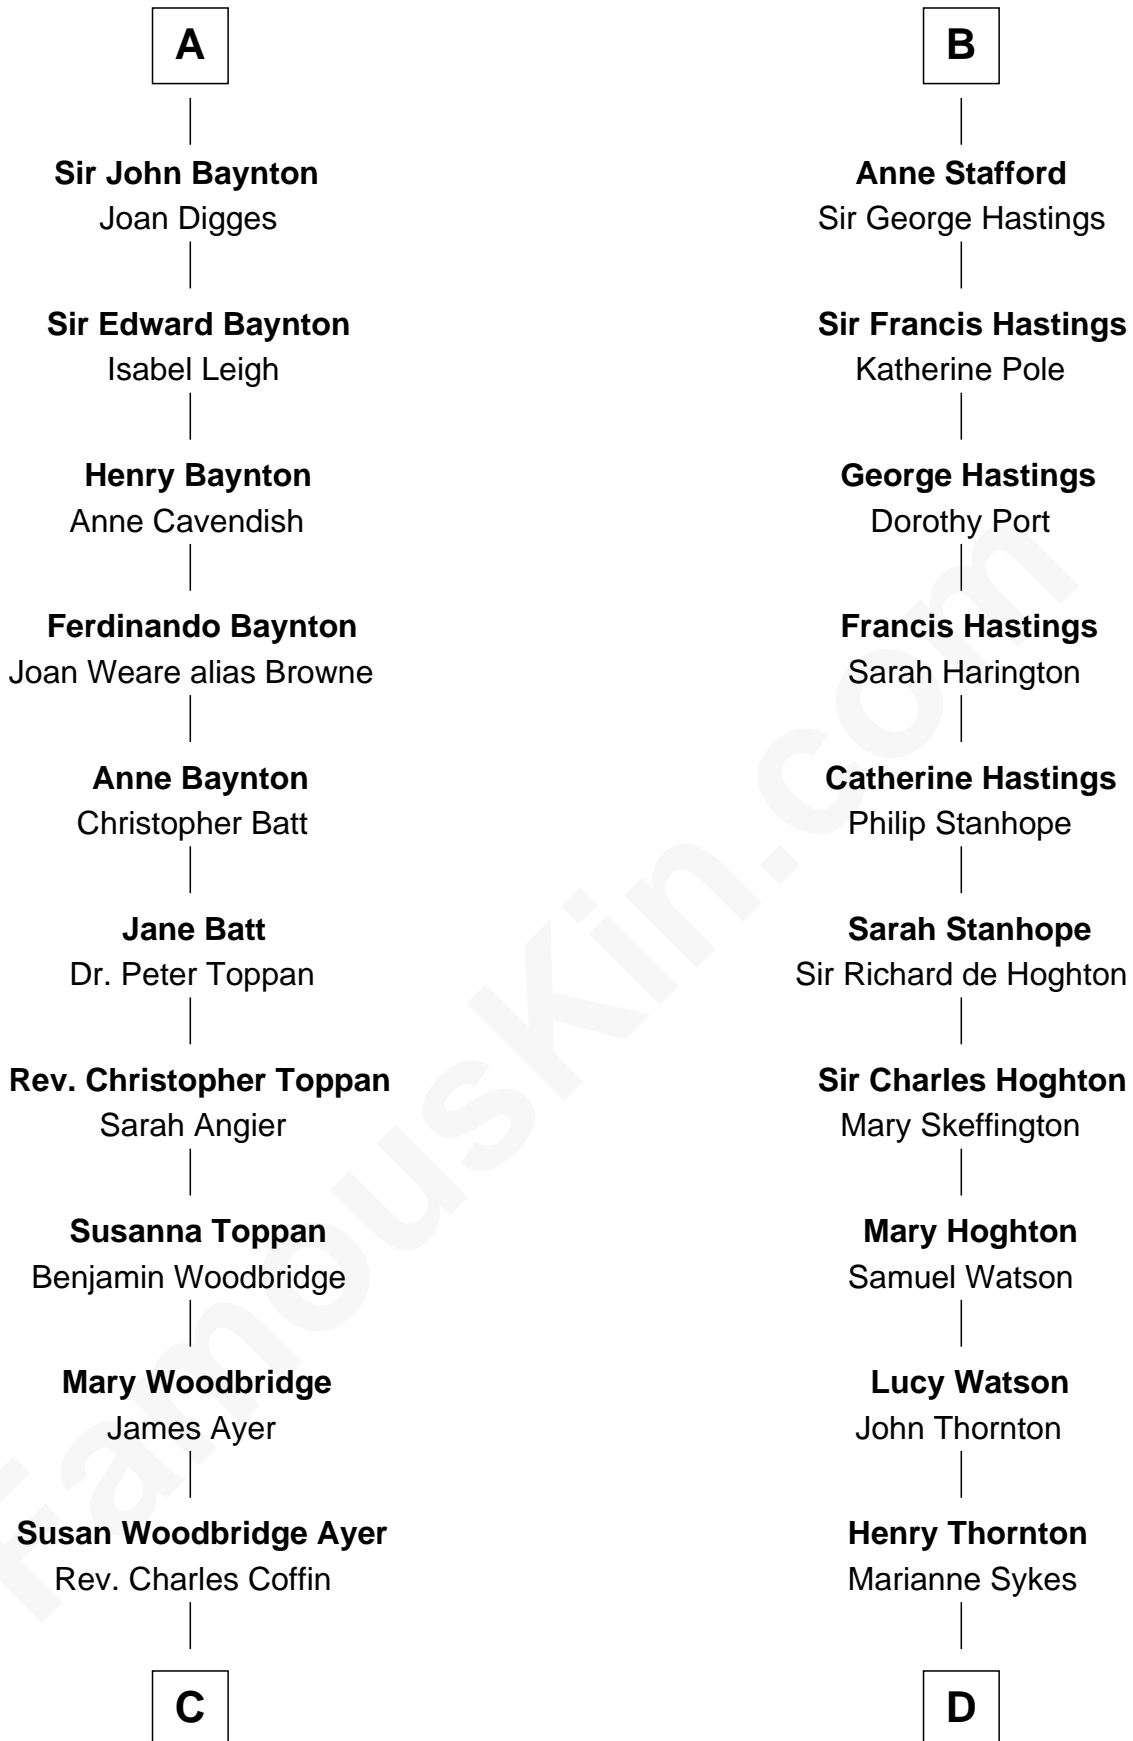 A
Sir John Baynton
Joan Digges
Sir Edward Baynton
Isabel Leigh
Henry Baynton
Anne Cavendish
Ferdinando Baynton
Joan Weare alias Browne
Anne Baynton
Christopher Batt
Jane Batt
Dr. Peter Toppan
Rev. Christopher Toppan
Sarah Angier
Susanna Toppan
Benjamin Woodbridge
Mary Woodbridge
James Ayer
Susan Woodbridge Ayer
Rev. Charles Coffin
C
B
Anne Stafford
Sir George Hastings
Sir Francis Hastings
Katherine Pole
George Hastings
Dorothy Port
Francis Hastings
Sarah Harington
Catherine Hastings
Philip Stanhope
Sarah Stanhope
Sir Richard de Hoghton
Sir Charles Hoghton
Mary Skeffington
Mary Hoghton
Samuel Watson
Lucy Watson
John Thornton
Henry Thornton
Marianne Sykes
D
FamousKin.com